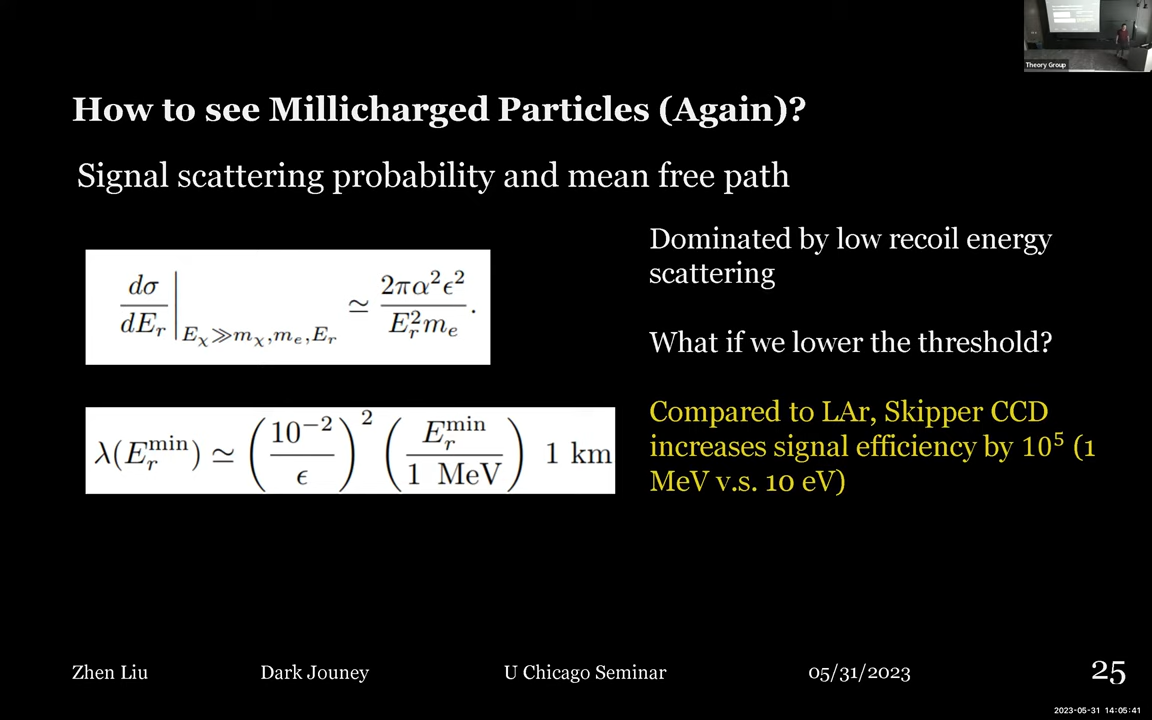 Theory Group
How to see Millicharged Particles (Again)?
Signal scattering probability and mean free path
Dominated by low recoil energy
scattering
dσ/dE_r |_{E_χ≫m_χ,m_e,E_r} ≃ 2πα²ϵ²/E_r²m_e.
What if we lower the threshold?
λ(E_r^min) ≃ (10⁻²/ϵ)² (E_r^min/1 MeV) 1 km
Compared to LAr, Skipper CCD
increases signal efficiency by 10⁵ (1
MeV v.s. 10 eV)
Zhen Liu Dark Jouney U Chicago Seminar 05/31/2023 25
2023-05-31 14:05:41